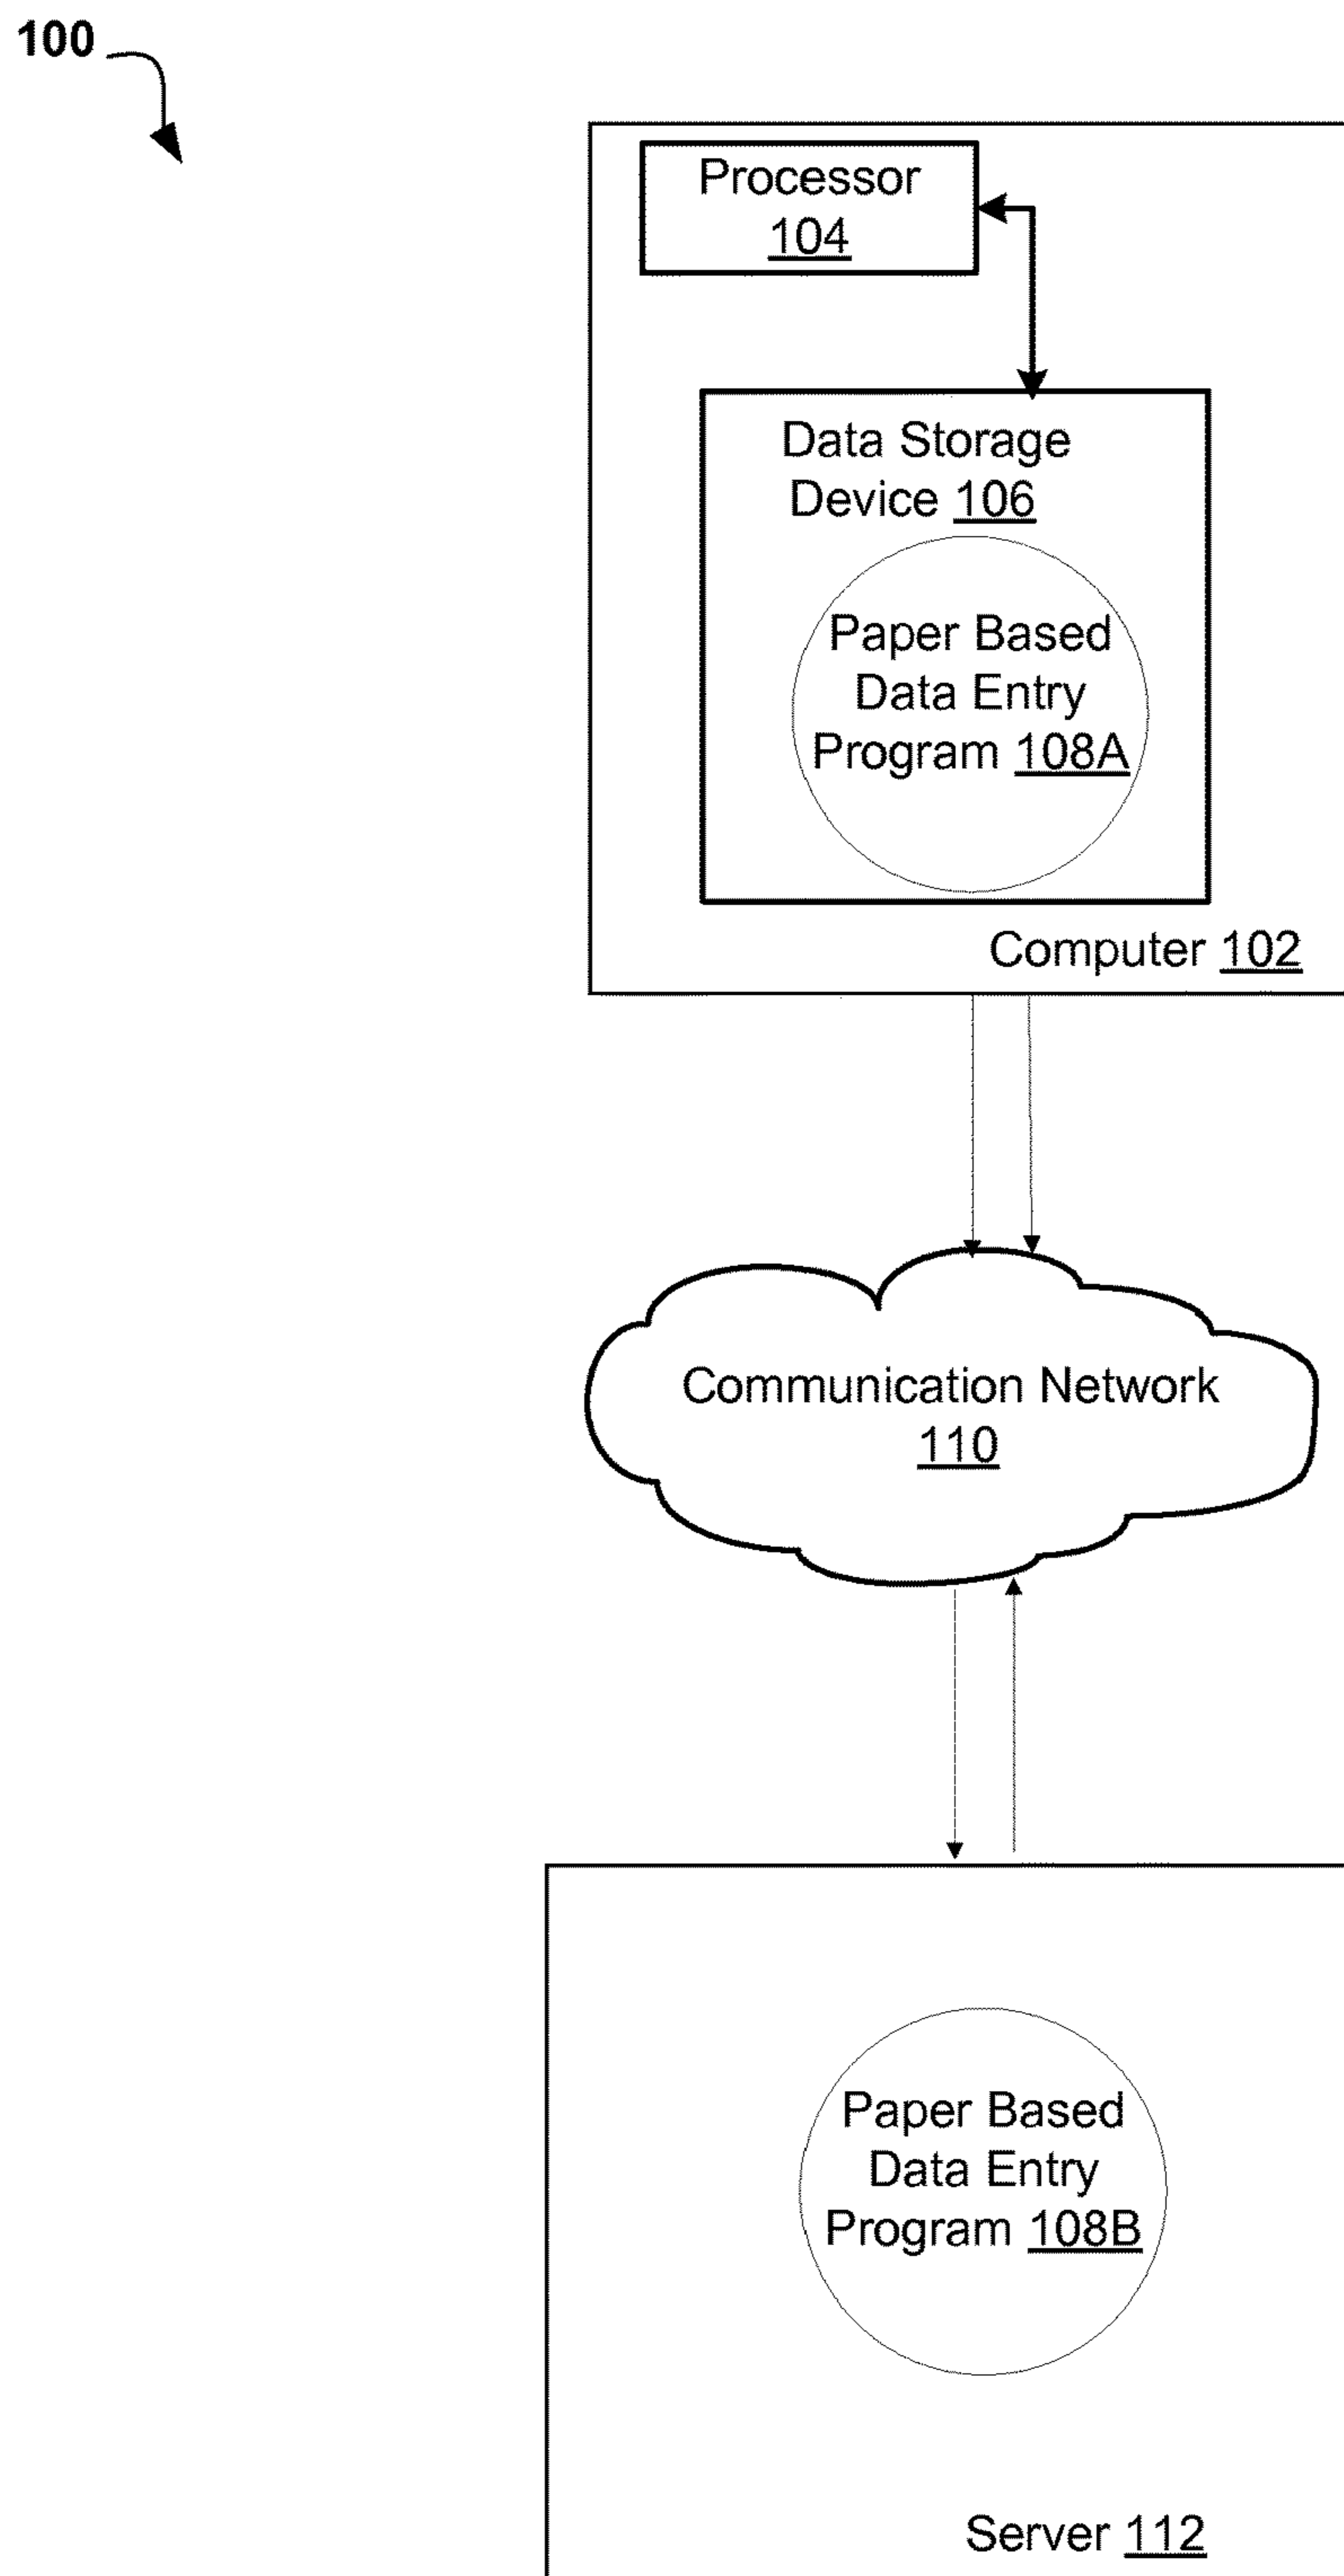 100
Processor
104
Data Storage
Device 106
Paper Based
Data Entry
Program 108A
Computer 102
Communication Network
110
Paper Based
Data Entry
Program 108B
Server 112